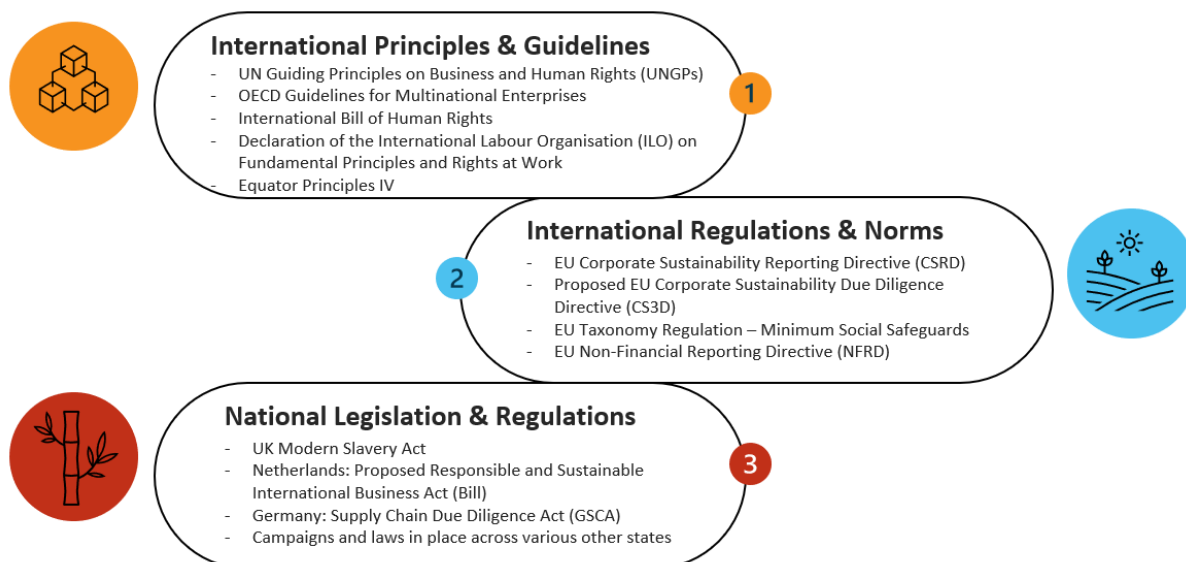 International Principles & Guidelines
- UN Guiding Principles on Business and Human Rights (UNGPs)
- OECD Guidelines for Multinational Enterprises
- International Bill of Human Rights
- Declaration of the International Labour Organisation (ILO) on
Fundamental Principles and Rights at Work
- Equator Principles IV
1
International Regulations & Norms
- EU Corporate Sustainability Reporting Directive (CSRD)
- Proposed EU Corporate Sustainability Due Diligence
Directive (CS3D)
- EU Taxonomy Regulation – Minimum Social Safeguards
- EU Non-Financial Reporting Directive (NFRD)
2
National Legislation & Regulations
- UK Modern Slavery Act
- Netherlands: Proposed Responsible and Sustainable
International Business Act (Bill)
- Germany: Supply Chain Due Diligence Act (GSCA)
- Campaigns and laws in place across various other states
3